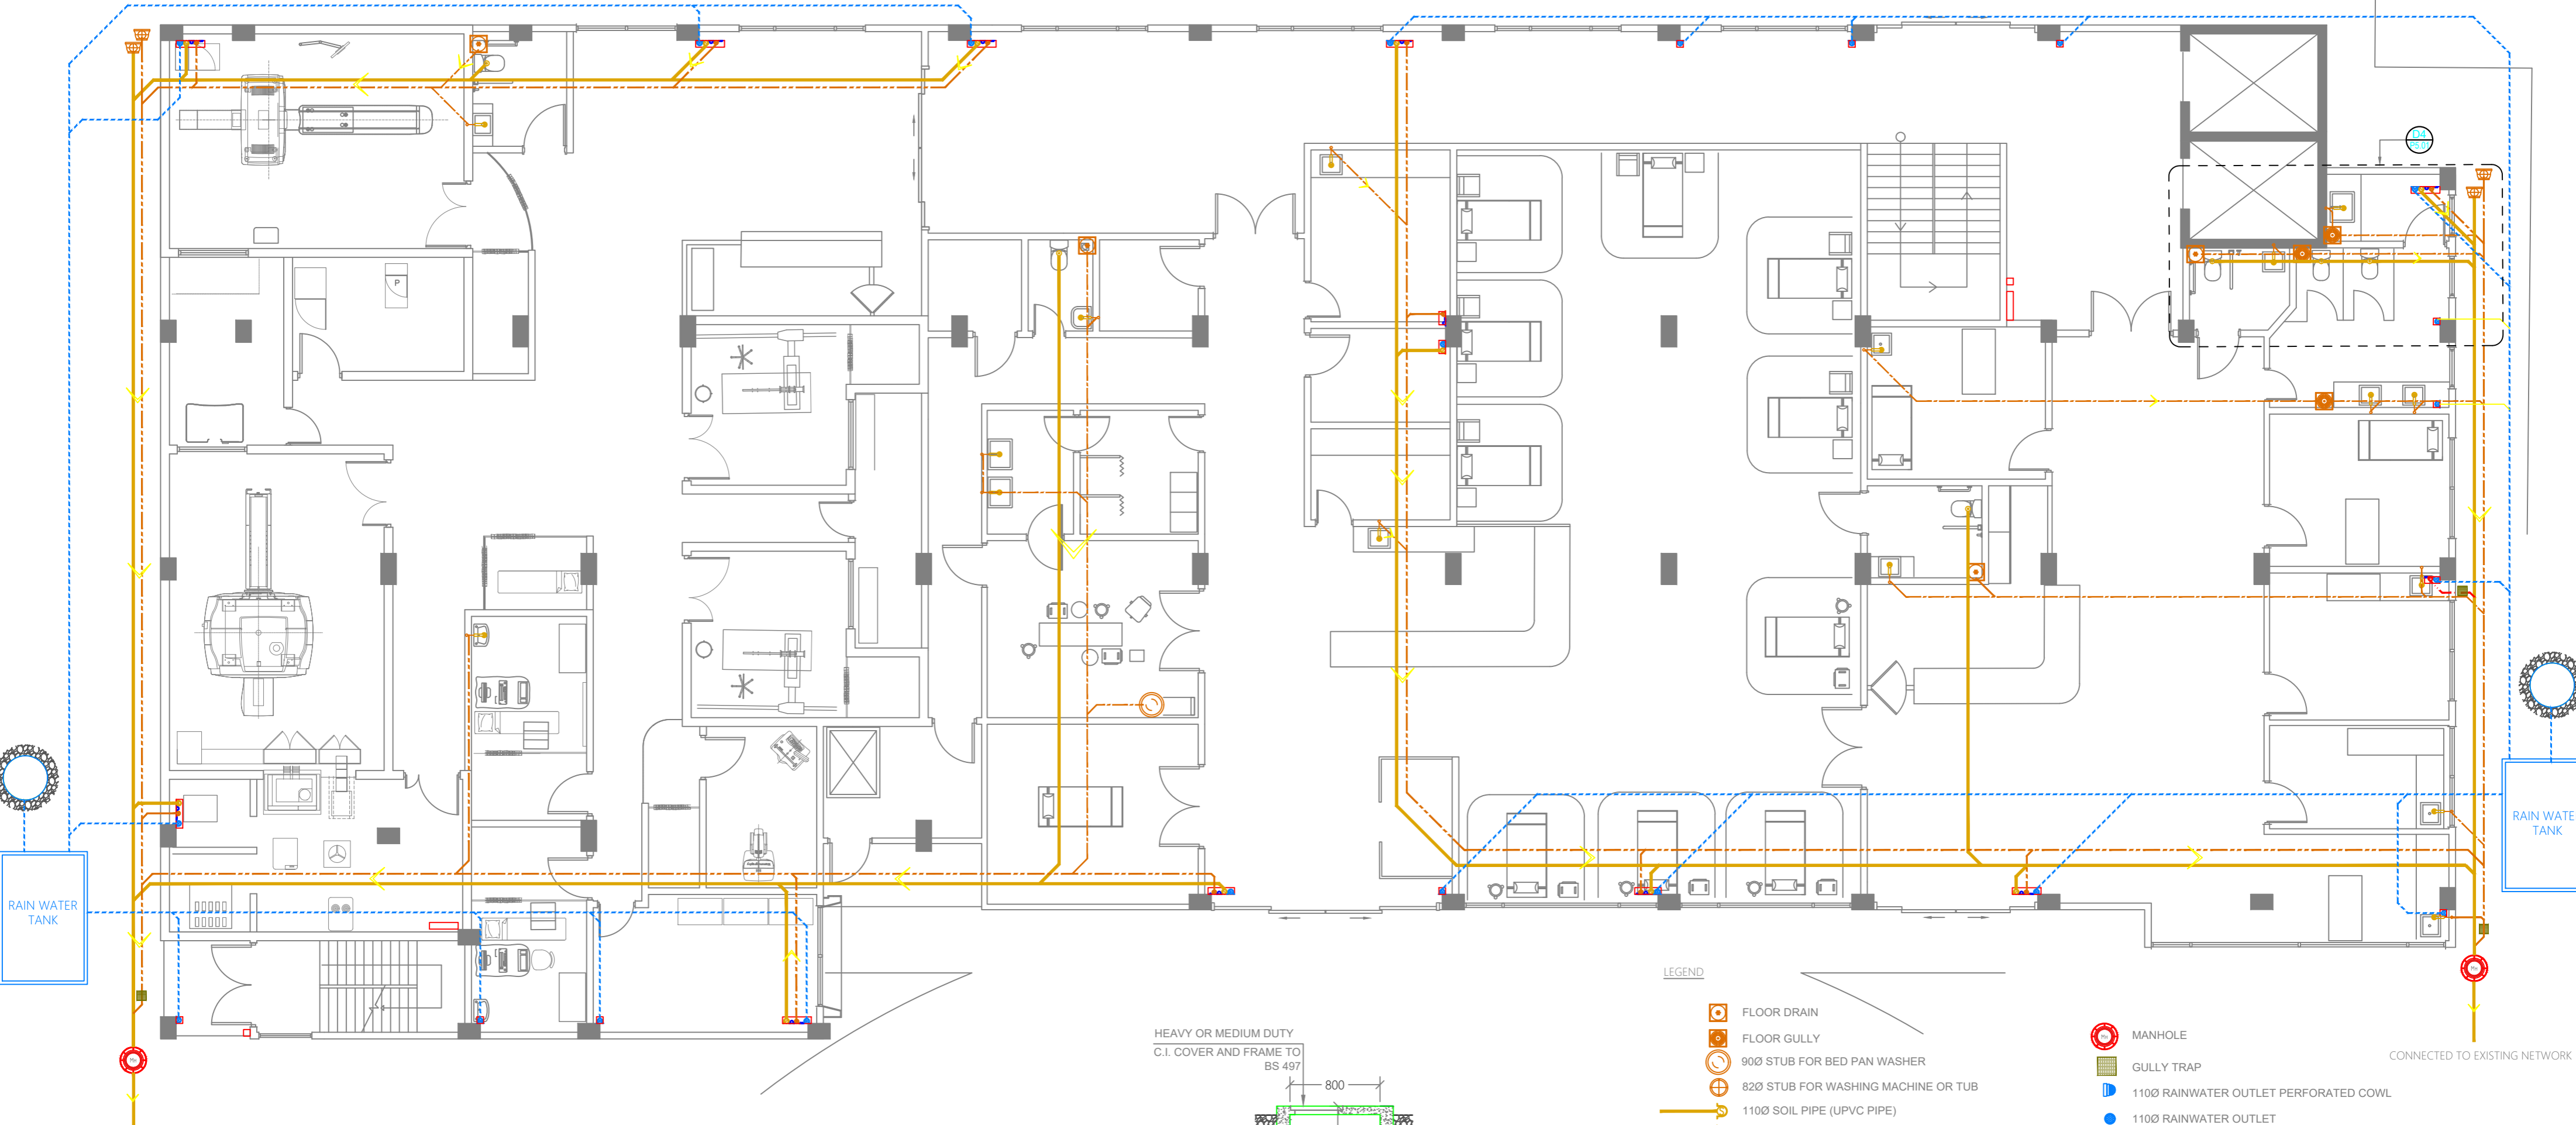 D4
P
RAIN WATER
TANK
RAIN WATE
TANK
LEGEND
FLOOR DRAIN
FLOOR GULLY
90Ø STUB FOR BED PAN WASHER
82Ø STUB FOR WASHING MACHINE OR TUB
110Ø SOIL PIPE (UPVC PIPE)
MH
MANHOLE
GULLY TRAP
110Ø RAINWATER OUTLET PERFORATED COWL
110Ø RAINWATER OUTLET
CONNECTED TO EXISTING NETWORK
HEAVY OR MEDIUM DUTY
C.I. COVER AND FRAME TO
BS 497
800